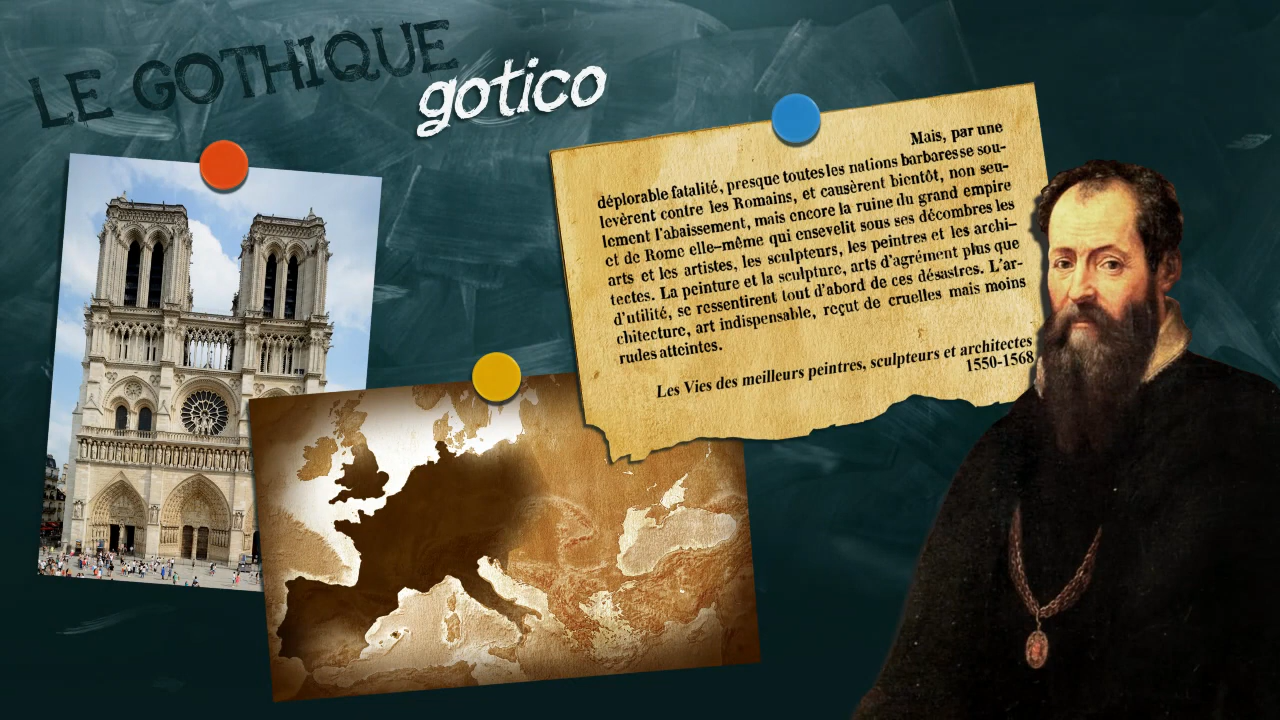 LE GOTHIQUE
gotico
Mais, par une
déplorable fatalité, presque toutes les nations barbares se sou-
levèrent contre les Romains, et causèrent bientôt, non seu-
lement l'abaissement, mais encore la ruine du grand empire
et de Rome elle-même qui ensevelit sous ses décombres les
arts et les artistes, les sculpteurs, les peintres et les archi-
tectes. La peinture et la sculpture, arts d'agrément plus que
d'utilité, se ressentirent tout d'abord de ces désastres. L'ar-
chitecture, art indispensable, reçut de cruelles mais moins
rudes atteintes.
Les Vies des meilleurs peintres, sculpteurs et architectes
1550-1568